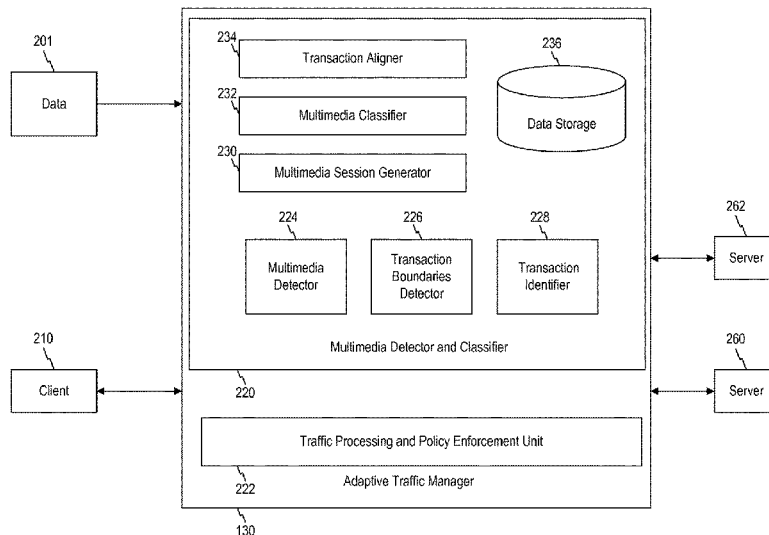 201
Data
234
Transaction Aligner
232
Multimedia Classifier
230
Multimedia Session Generator
236
Data Storage
224
Multimedia
Detector
226
Transaction
Boundaries
Detector
228
Transaction
Identifier
262
Server
Multimedia Detector and Classifier
210
Client
220
260
Server
Traffic Processing and Policy Enforcement Unit
222
Adaptive Traffic Manager
130